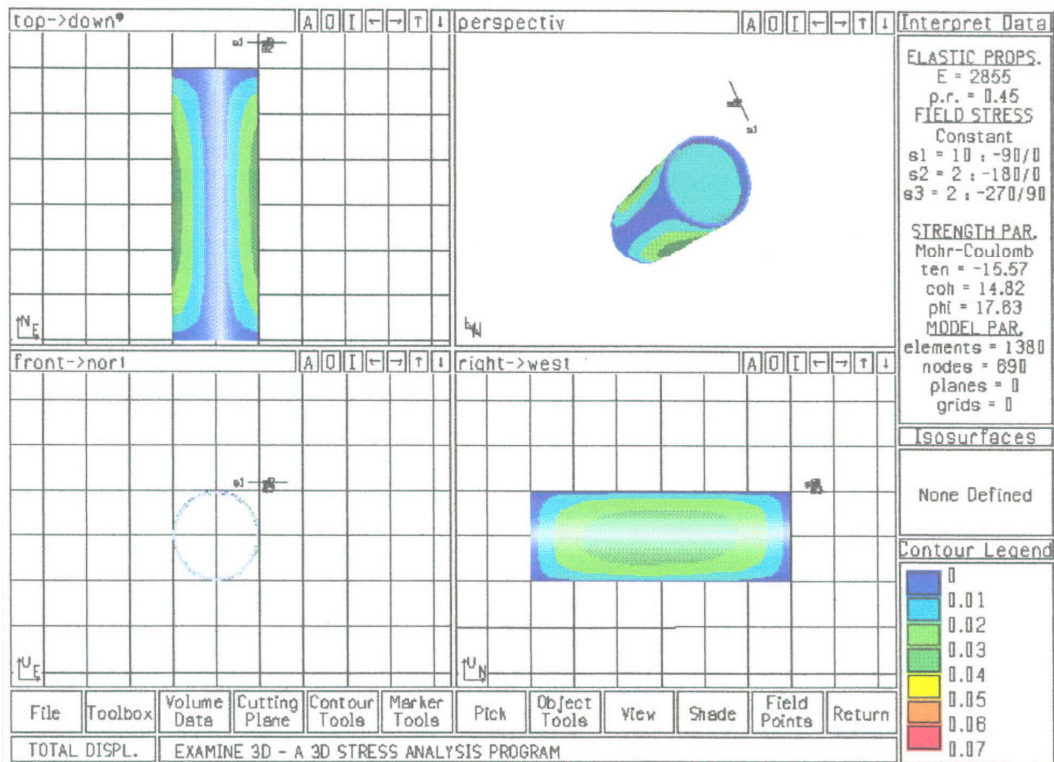 top->down*
A O I ← → ↑ ↓
perspectiv
A O I ← → ↑ ↓
Interpret Data
s1
N E
s1
ELASTIC PROPS.
E = 2855
p.r. = 0.45
FIELD STRESS
Constant
s1 = 10 : -90/0
s2 = 2 : -180/0
s3 = 2 : -270/90
STRENGTH PAR.
Mohr-Coulomb
ten = -15.57
coh = 14.82
phi = 17.63
MODEL PAR.
elements = 1380
nodes = 690
planes = 0
grids = 0
front->nort
A O I ← → ↑ ↓
right->west
A O I ← → ↑ ↓
s1
U E
U N
Isosurfaces
None Defined
Contour Legend
0
0.01
0.02
0.03
0.04
0.05
0.06
0.07
File
Toolbox
Volume Data
Cutting Plane
Contour Tools
Marker Tools
Pick
Object Tools
View
Shade
Field Points
Return
TOTAL DISPL.
EXAMINE 3D - A 3D STRESS ANALYSIS PROGRAM